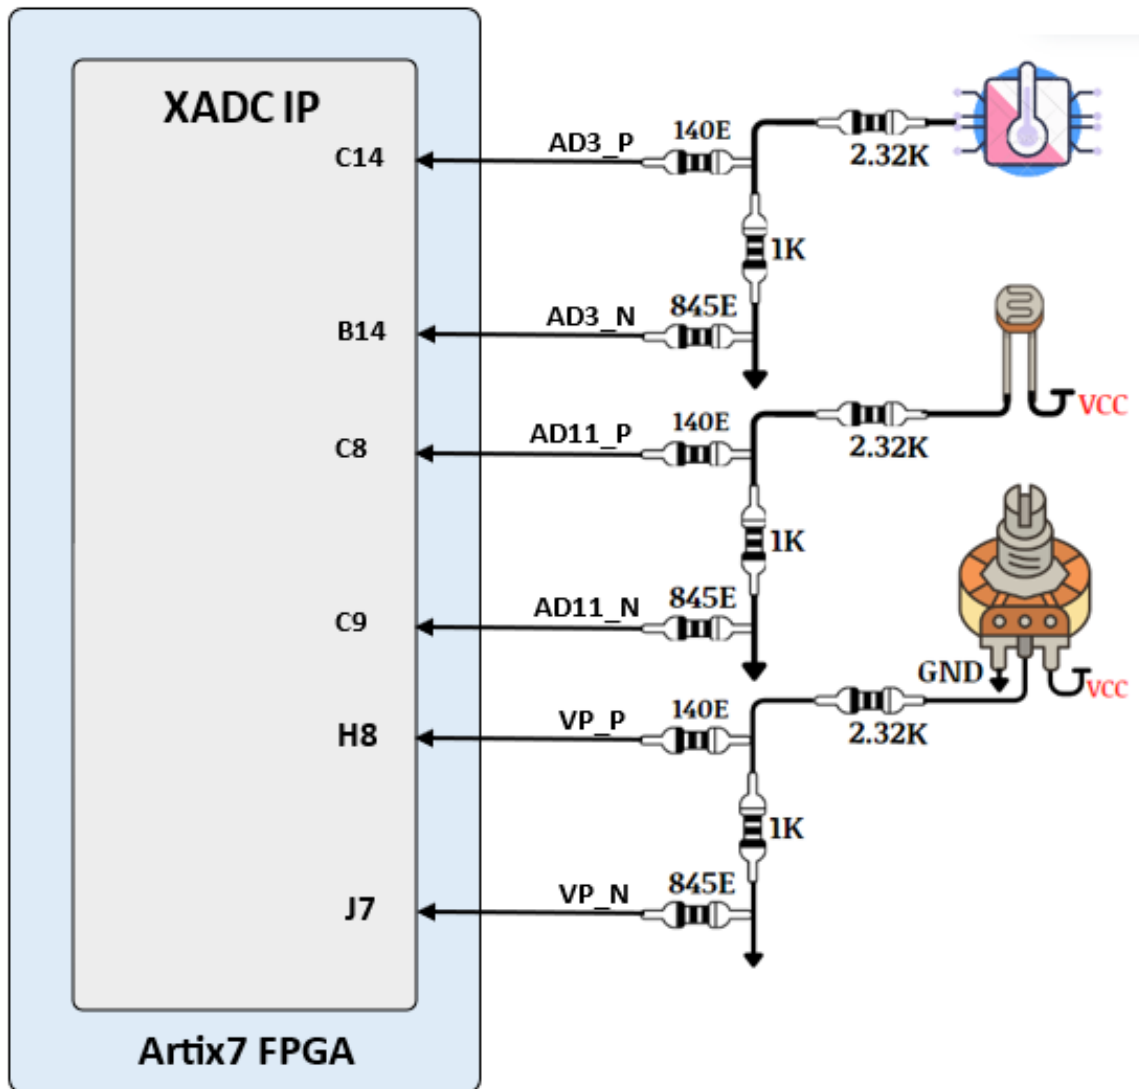 XADC IP
C14
AD3_P
140E
2.32K
1K
B14
AD3_N
845E
C8
AD11_P
140E
2.32K
VCC
1K
C9
AD11_N
845E
GND
VCC
H8
VP_P
140E
2.32K
1K
J7
VP_N
845E
Artix7 FPGA